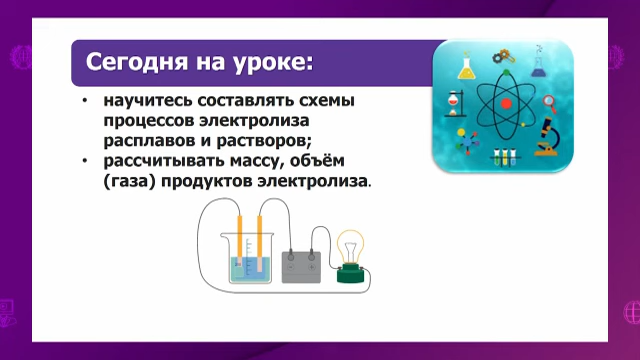 Сегодня на уроке:
• научитесь составлять схемы
процессов электролиза
расплавов и растворов;
• рассчитывать массу, объём
(газа) продуктов электролиза.